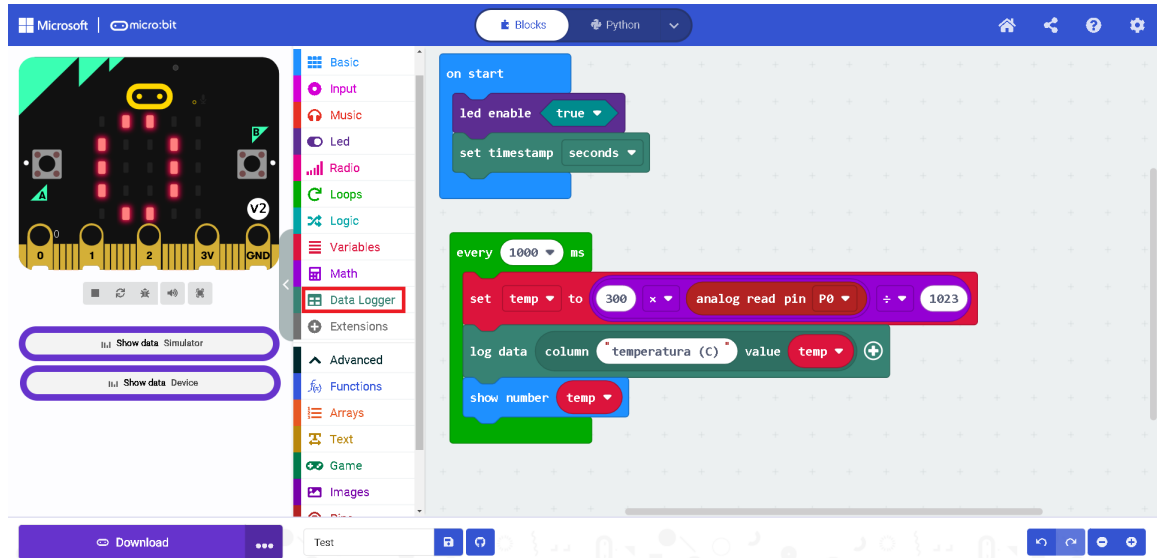 Microsoft micro:bit Blocks Python
B
A
V2
0
0 1 2 3V GND
Show data Simulator
Show data Device
Basic
Input
Music
Led
Radio
Loops
Logic
Variables
Math
Data Logger
Extensions
Advanced
Functions
Arrays
Text
Game
Images
on start
led enable true
set timestamp seconds
every 1000 ms
set temp to 300 × analog read pin P0 ÷ 1023
log data column "temperatura (C)" value temp
show number temp
Download
Test